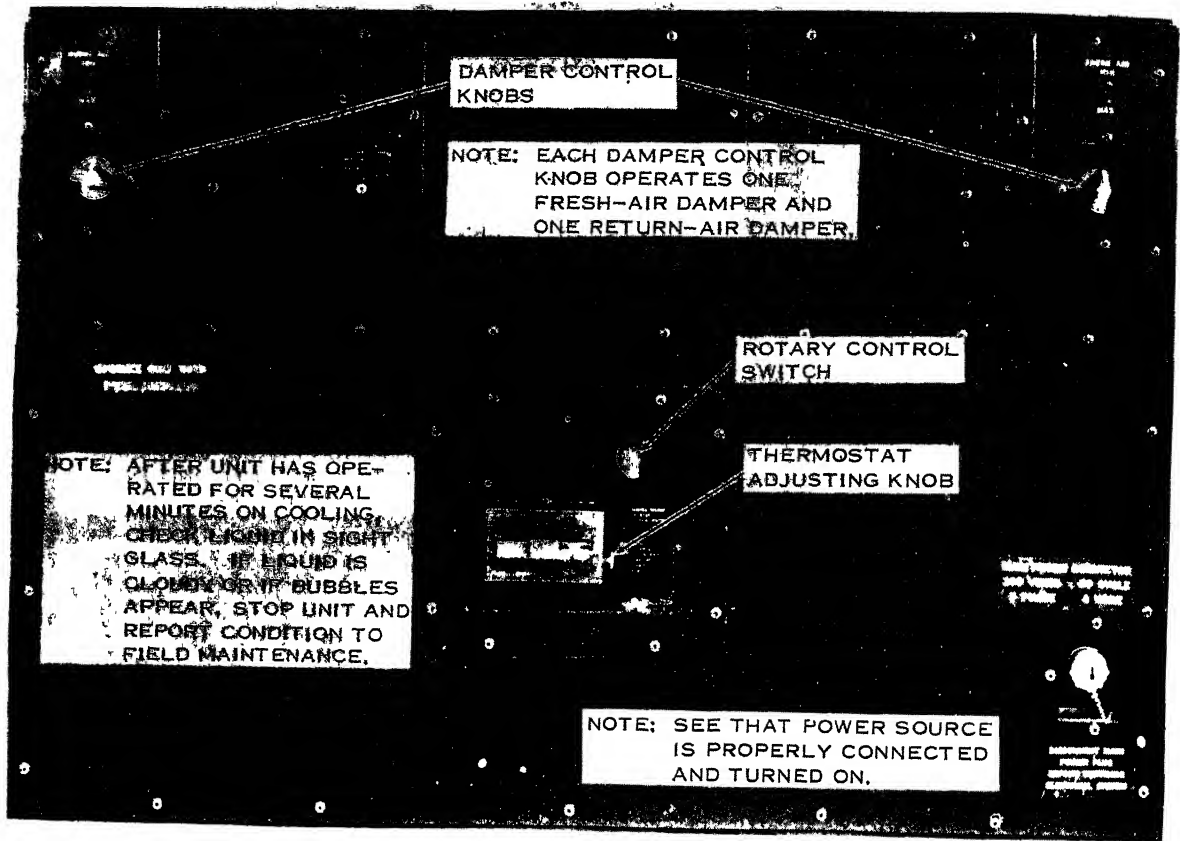 DAMPER CONTROL
KNOBS
NOTE: EACH DAMPER CONTROL
KNOB OPERATES ONE
FRESH-AIR DAMPER AND
ONE RETURN-AIR DAMPER.
FRESH AIR
MAX
ROTARY CONTROL
SWITCH
THERMOSTAT
ADJUSTING KNOB
NOTE: AFTER UNIT HAS OPE-
RATED FOR SEVERAL
MINUTES ON COOLING,
CHECK LIQUID IN SIGHT
GLASS. IF LIQUID IS
CLOUDY OR IF BUBBLES
APPEAR, STOP UNIT AND
REPORT CONDITION TO
FIELD MAINTENANCE.
NOTE: SEE THAT POWER SOURCE
IS PROPERLY CONNECTED
AND TURNED ON.